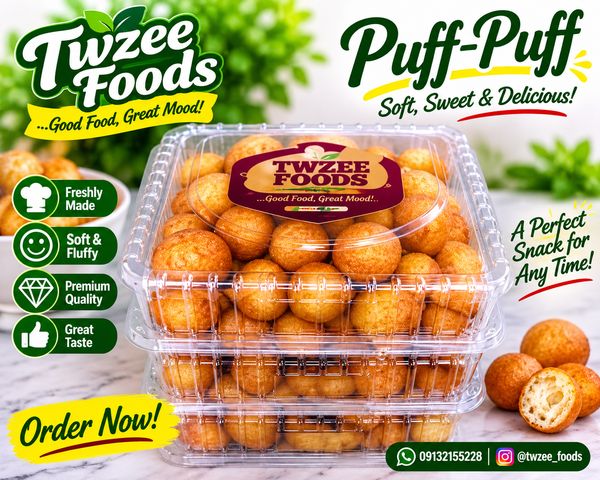 Twzee
Foods
...Good Food, Great Mood!
Puff-Puff
Soft, Sweet & Delicious!
Freshly
Made
Soft &
Fluffy
Premium
Quality
Great
Taste
TWZEE
FOODS
...Good Food, Great Mood!..
A Perfect
Snack for
Any Time!
Order Now!
09132155228
@twzee_foods